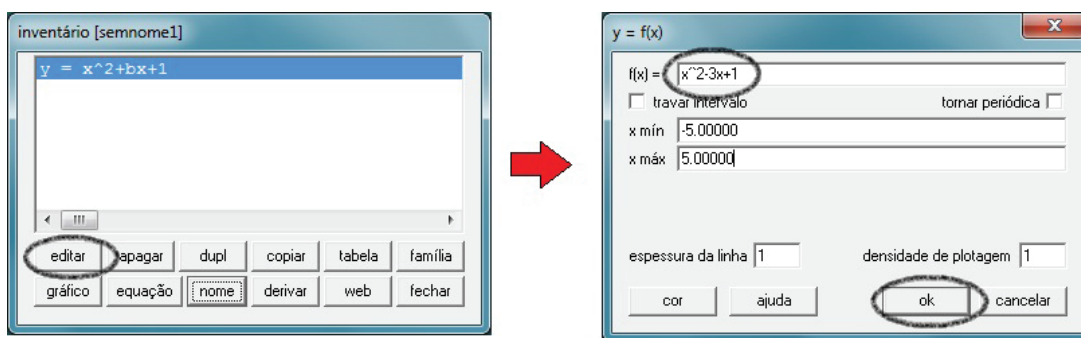 inventário [semnome1]
y = x^2+bx+1
editar apagar dupl copiar tabela família
gráfico equação nome derivar web fechar
y = f(x)
f(x) = x^2-3x+1
travar intervalo tornar periódica
x mín -5.00000
x máx 5.00000
espessura da linha 1 densidade de plotagem 1
cor ajuda ok cancelar